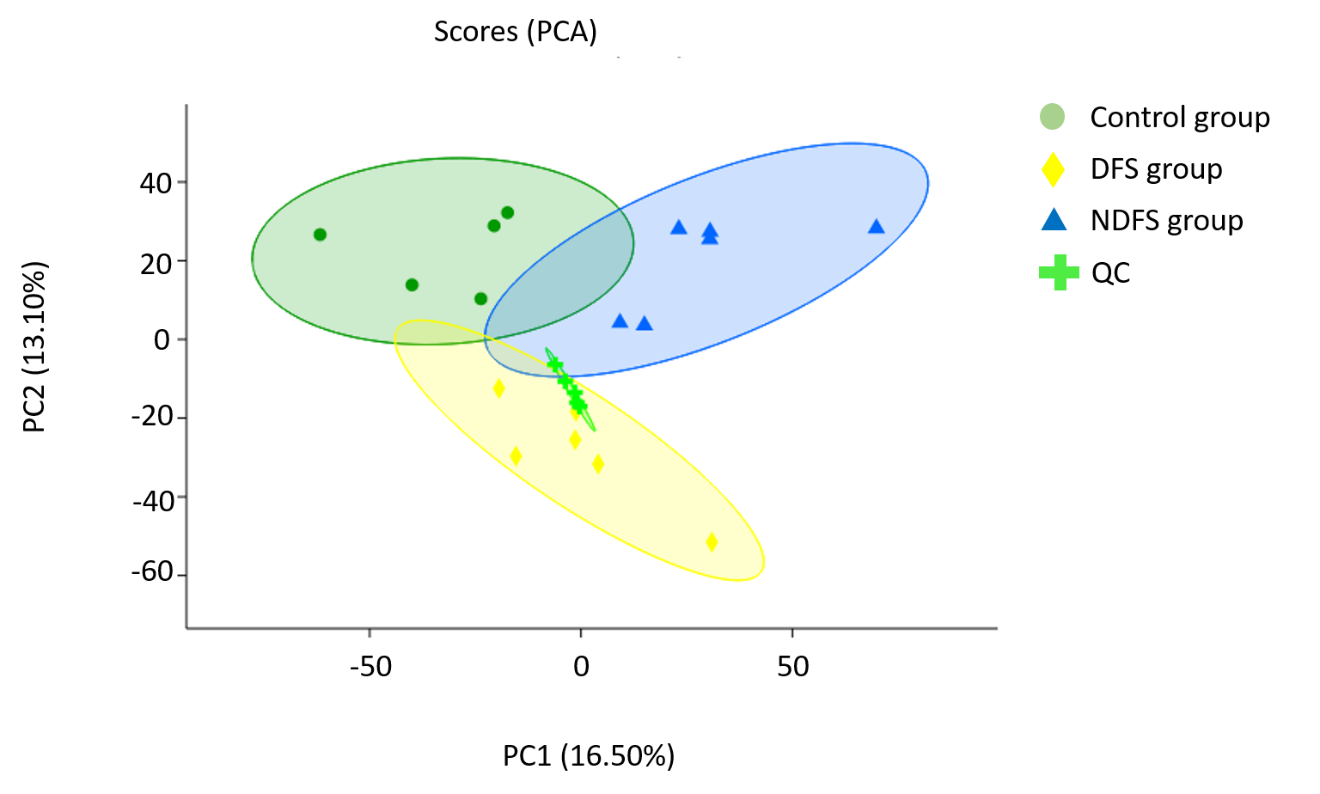 Scores (PCA)
Control group
DFS group
NDFS group
QC
40
20
0
-20
-40
-60
PC2 (13.10%)
-50
0
50
PC1 (16.50%)